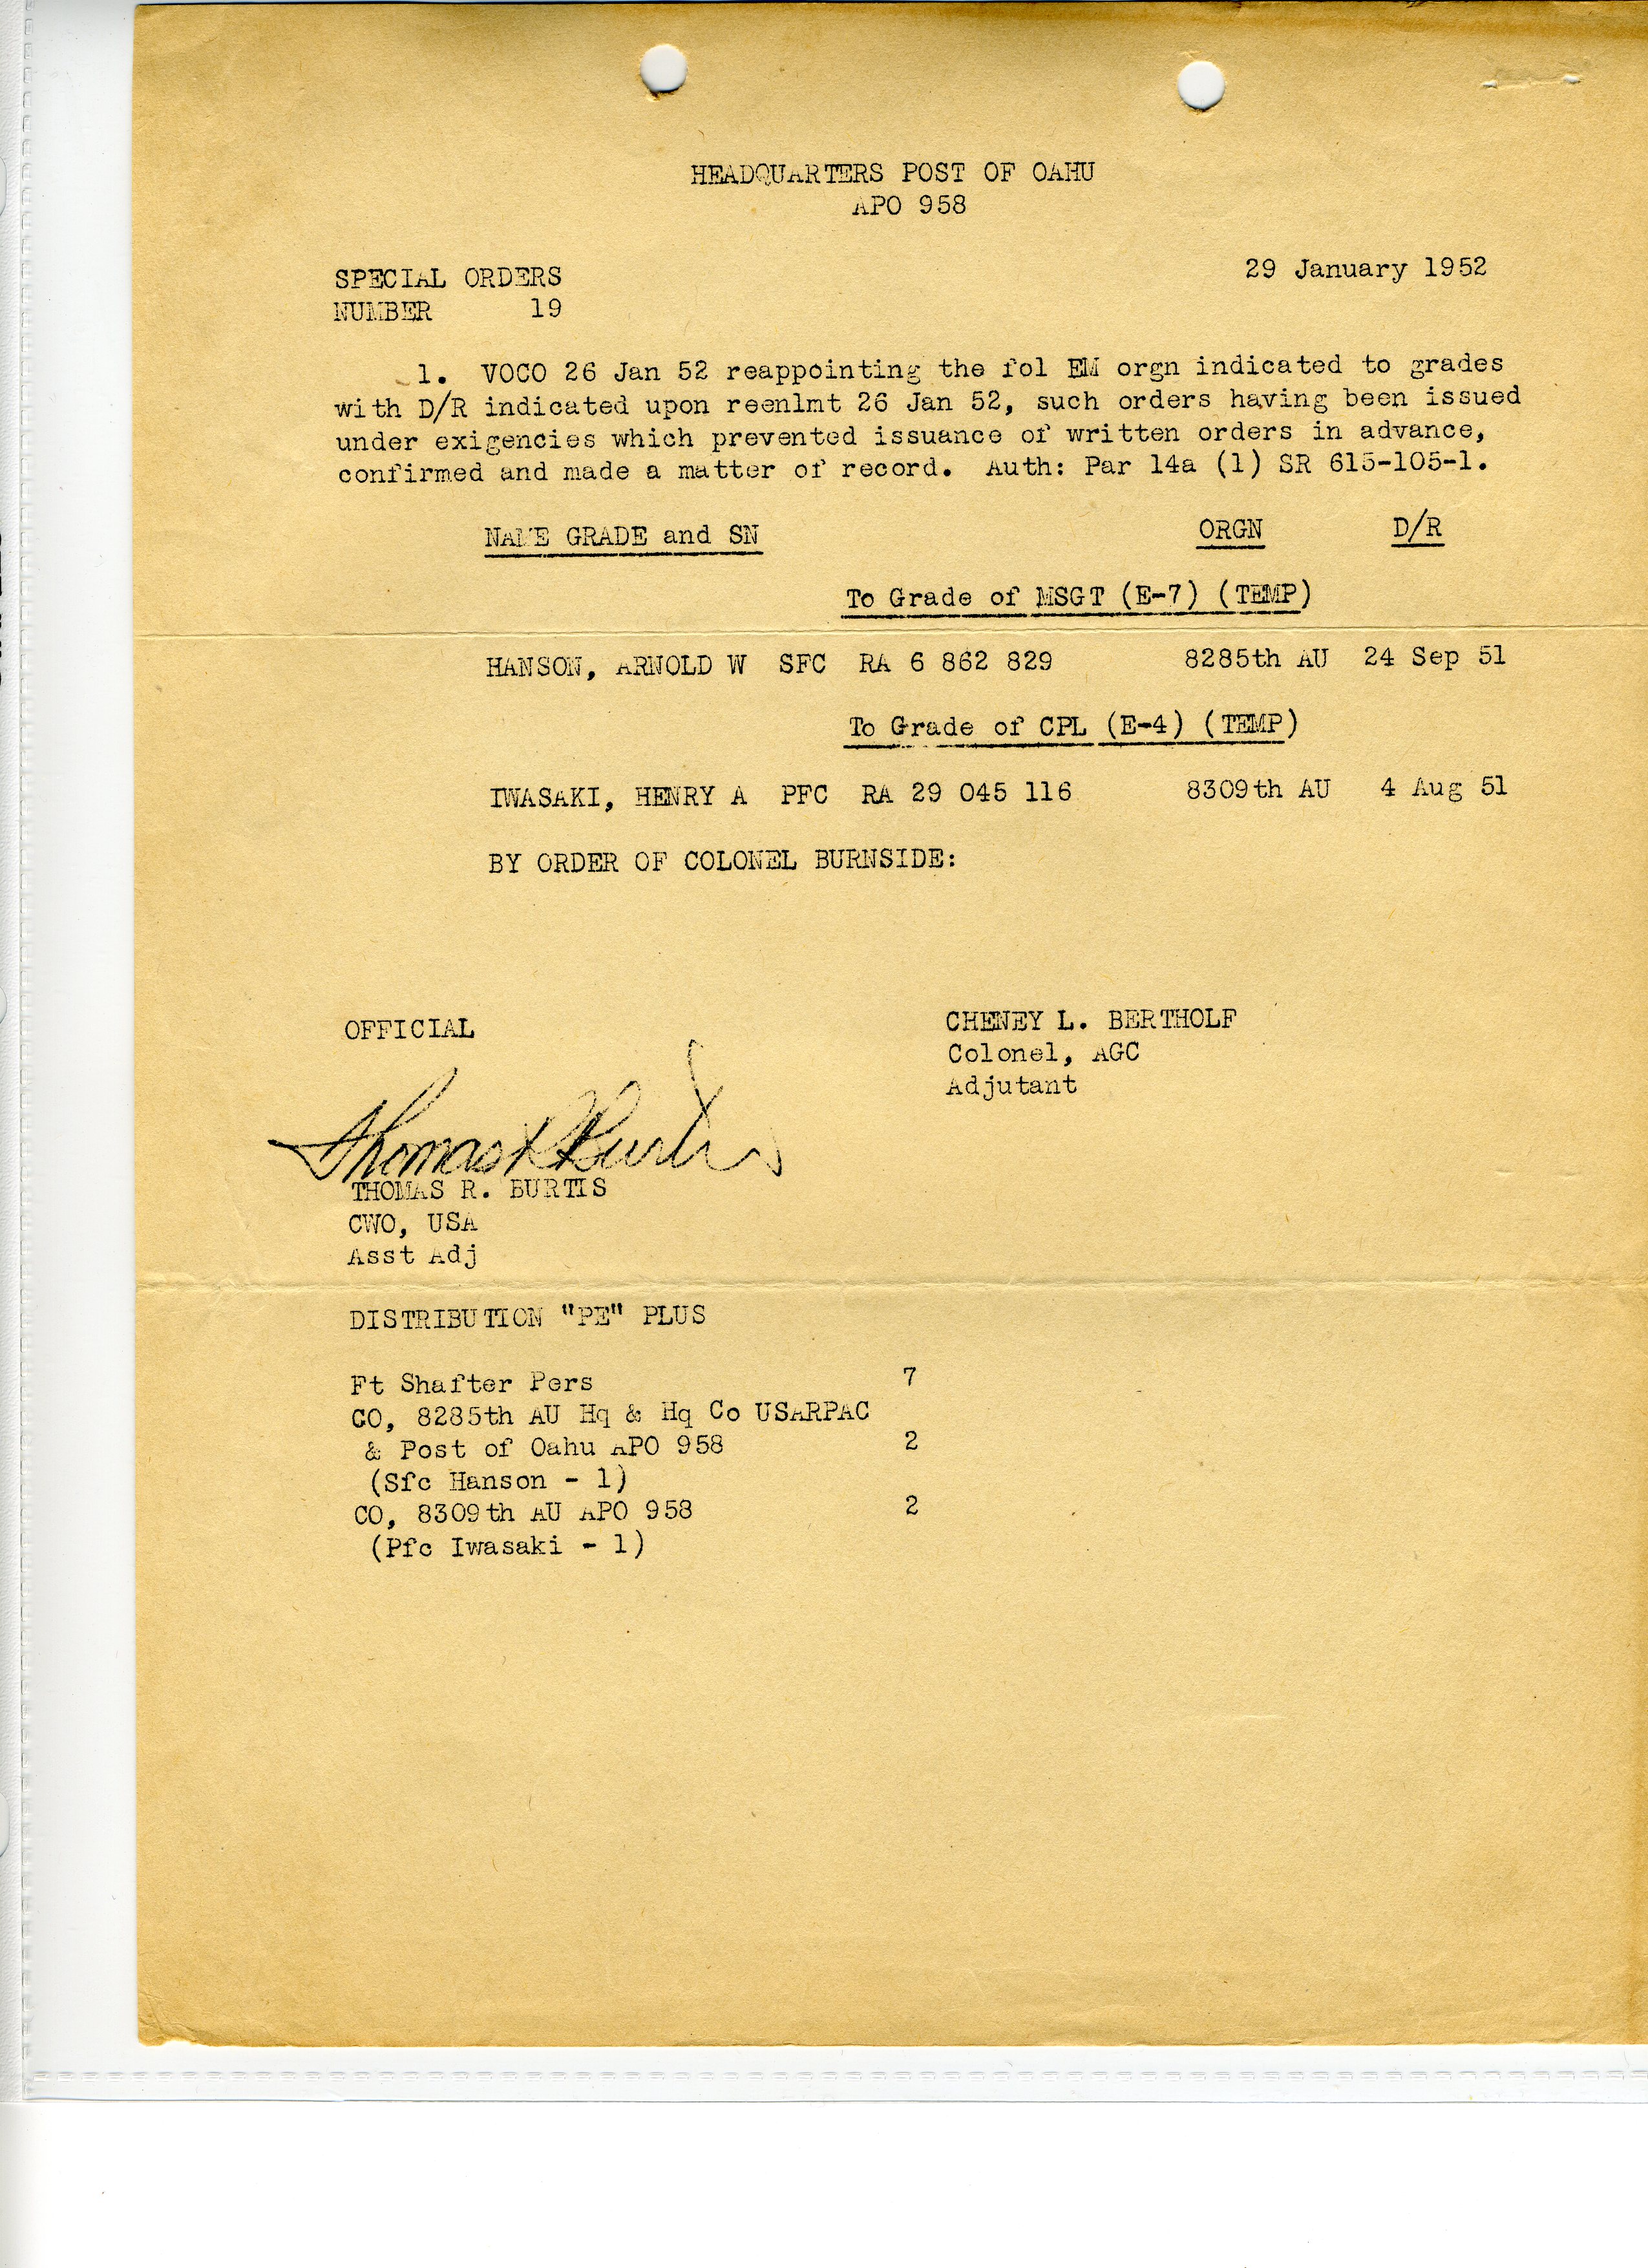 HEADQUARTERS POST OF OAHU
APO 958
SPECIAL ORDERS 29 January 1952
NUMBER 19
1. VOCO 26 Jan 52 reappointing the fol EM orgn indicated to grades
with D/R indicated upon reenlmt 26 Jan 52, such orders having been issued
under exigencies which prevented issuance of written orders in advance,
confirmed and made a matter of record. Auth: Par 14a (1) SR 615-105-1.
NAME GRADE and SN ORGN D/R
To Grade of MSGT (E-7) (TEMP)
HANSON, ARNOLD W SFC RA 6 862 829 8285th AU 24 Sep 51
To Grade of CPL (E-4) (TEMP)
IWASAKI, HENRY A PFC RA 29 045 116 8309th AU 4 Aug 51
BY ORDER OF COLONEL BURNSIDE:
OFFICIAL
CHENEY L. BERTHOLF
Colonel, AGC
Adjutant
Thomas R Burtis
THOMAS R. BURTIS
CWO, USA
Asst Adj
DISTRIBUTION "PE" PLUS
Ft Shafter Pers 7
CO, 8285th AU Hq & Hq Co USARPAC
& Post of Oahu APO 958 2
(Sfc Hanson - 1)
CO, 8309th AU APO 958 2
(Pfc Iwasaki - 1)